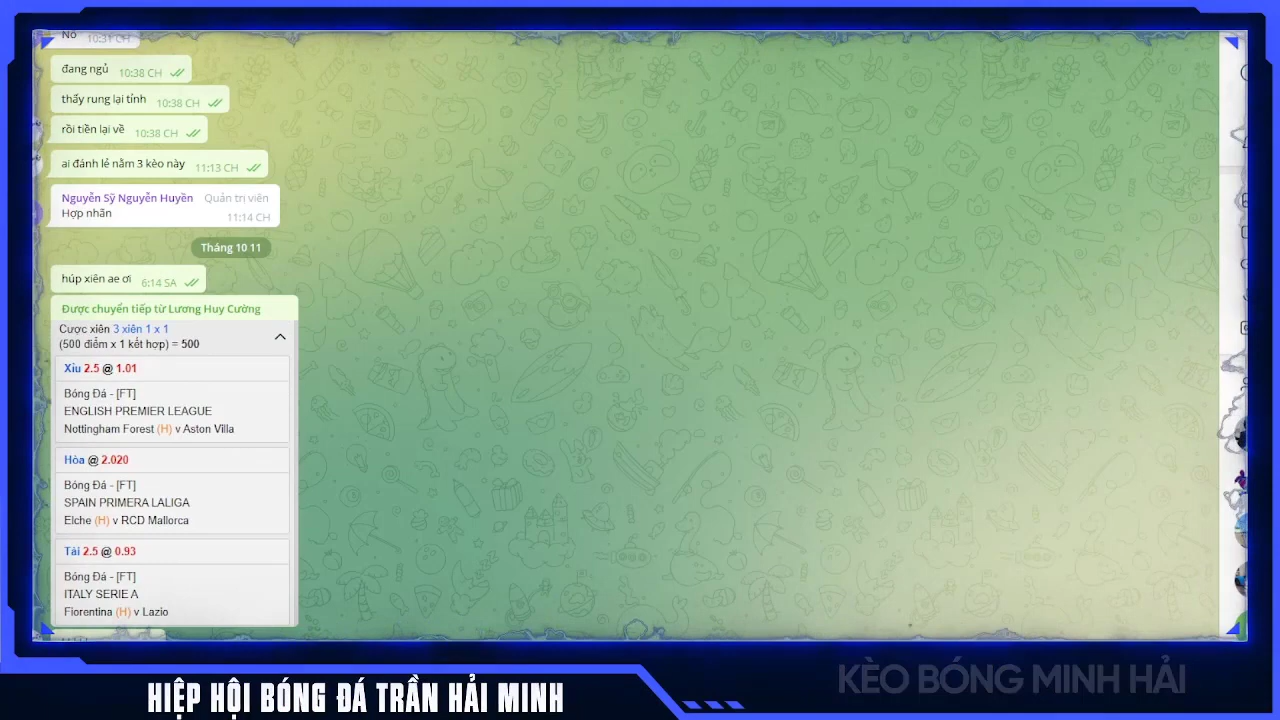 Nổ 10:31 CH
đang ngủ 10:38 CH
thấy rung lại tỉnh 10:38 CH
rồi tiền lại về 10:38 CH
ai đánh lẻ nằm 3 kèo này 11:13 CH
Nguyễn Sỹ Nguyễn Huyền Quản trị viên
Hợp nhãn
11:14 CH
Tháng 10 11
húp xiên ae ơi 6:14 SA
Được chuyển tiếp từ Lương Huy Cường
Cược xiên 3 xiên 1 x 1
(500 điểm x 1 kết hợp) = 500
Xỉu 2.5 @ 1.01
Bóng Đá - [FT]
ENGLISH PREMIER LEAGUE
Nottingham Forest (H) v Aston Villa
Hòa @ 2.020
Bóng Đá - [FT]
SPAIN PRIMERA LALIGA
Elche (H) v RCD Mallorca
Tài 2.5 @ 0.93
Bóng Đá - [FT]
ITALY SERIE A
Fiorentina (H) v Lazio
KÈO BÓNG MINH HẢI
HIỆP HỘI BÓNG ĐÁ TRẦN HẢI MINH